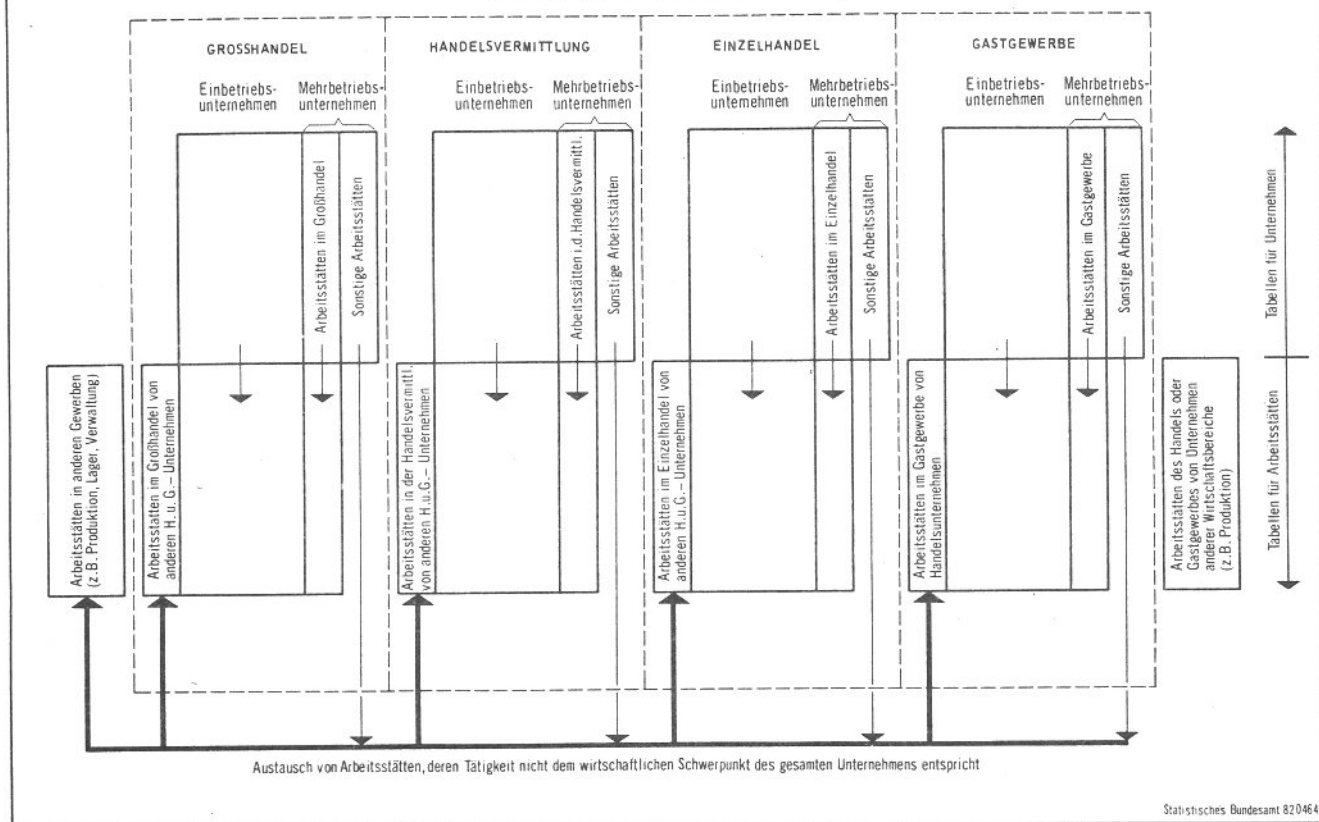 GROSSHANDEL
Einbetriebs-
unternehmen
Mehrbetriebs-
unternehmen
Arbeitsstätten im Großhandel
Sonstige Arbeitsstätten
HANDELSVERMITTLUNG
Einbetriebs-
unternehmen
Mehrbetriebs-
unternehmen
Arbeitsstätten i.d.Handelsvermittl.
Sonstige Arbeitsstätten
EINZELHANDEL
Einbetriebs-
unternehmen
Mehrbetriebs-
unternehmen
Arbeitsstätten im Einzelhandel
Sonstige Arbeitsstätten
GASTGEWERBE
Einbetriebs-
unternehmen
Mehrbetriebs-
unternehmen
Arbeitsstätten im Gastgewerbe
Sonstige Arbeitsstätten
Tabellen für Unternehmen
Arbeitsstätten in anderen Gewerben
(z.B. Produktion, Lager, Verwaltung)
Arbeitsstätten im Großhandel von
anderen H.u.G.–Unternehmen
Arbeitsstätten in der Handelsvermittl.
von anderen H.u.G.–Unternehmen
Arbeitsstätten im Einzelhandel von
anderen H.u.G.–Unternehmen
Arbeitsstätten im Gastgewerbe von
Handelsunternehmen
Arbeitsstätten des Handels oder
Gastgewerbes von Unternehmen
anderer Wirtschaftsbereiche
(z.B. Produktion)
Tabellen für Arbeitsstätten
Austausch von Arbeitsstätten, deren Tätigkeit nicht dem wirtschaftlichen Schwerpunkt des gesamten Unternehmens entspricht
Statistisches Bundesamt 820464